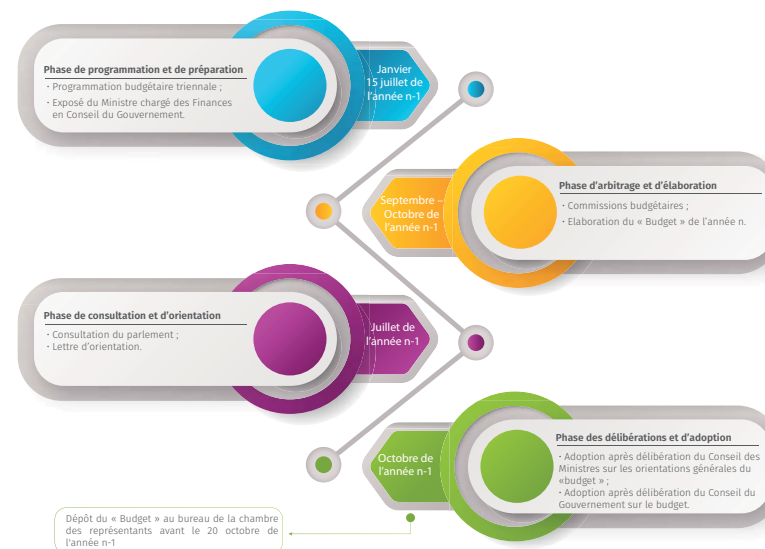 Phase de programmation et de préparation
· Programmation budgétaire triennale ;
· Exposé du Ministre chargé des Finances
en Conseil du Gouvernement.
Janvier
15 juillet de
l'année n-1
Septembre –
Octobre de
l'année n-1
Phase d'arbitrage et d'élaboration
· Commissions budgétaires ;
· Elaboration du « Budget » de l'année n.
Phase de consultation et d'orientation
· Consultation du parlement ;
· Lettre d'orientation.
Juillet de
l'année n-1
Octobre de
l'année n-1
Phase des délibérations et d'adoption
· Adoption après délibération du Conseil des
Ministres sur les orientations générales du
«budget » ;
· Adoption après délibération du Conseil du
Gouvernement sur le budget.
Dépôt du « Budget » au bureau de la chambre
des représentants avant le 20 octobre de
l'année n-1